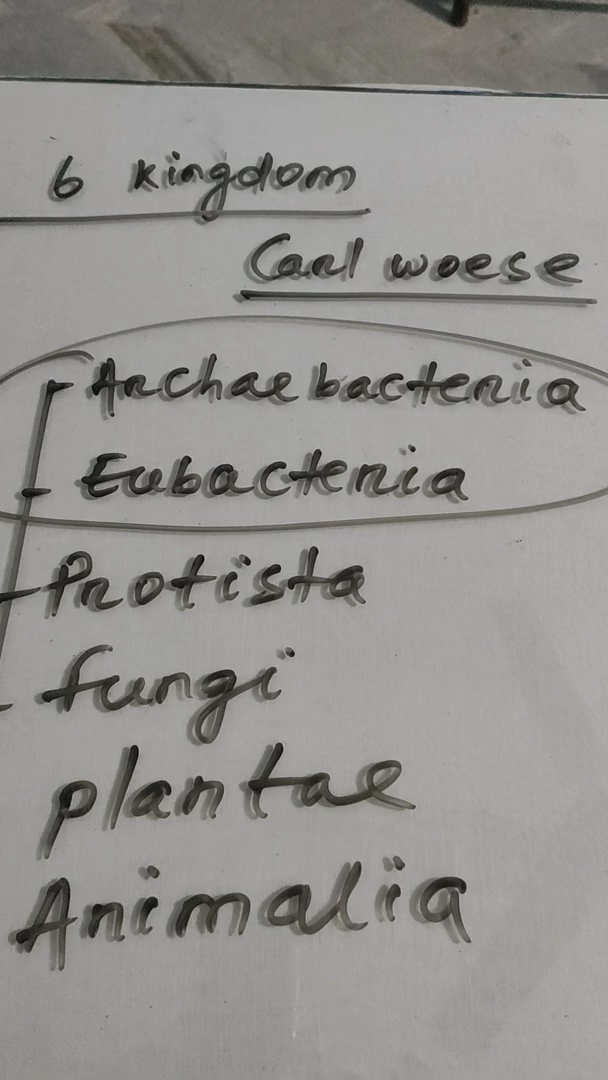 6 kingdom
Carl woese
Archaebacteria
Eubacteria
Protista
fungi
plantae
Animalia